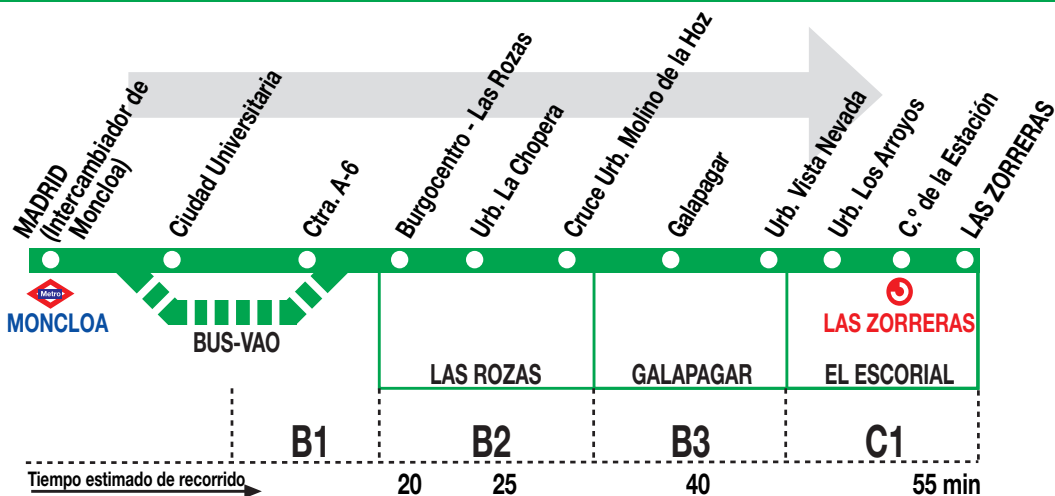 MADRID
(Intercambiador de
Moncloa)
Ciudad Universitaria
Ctra. A-6
Burgocentro - Las Rozas
Urb. La Chopera
Cruce Urb. Molino de la Hoz
Galapagar
Urb. Vista Nevada
Urb. Los Arroyos
C.º de la Estación
LAS ZORRERAS
Metro
MONCLOA
BUS-VAO
LAS ZORRERAS
LAS ROZAS
GALAPAGAR
EL ESCORIAL
B1
B2
B3
C1
Tiempo estimado de recorrido
20
25
40
55 min